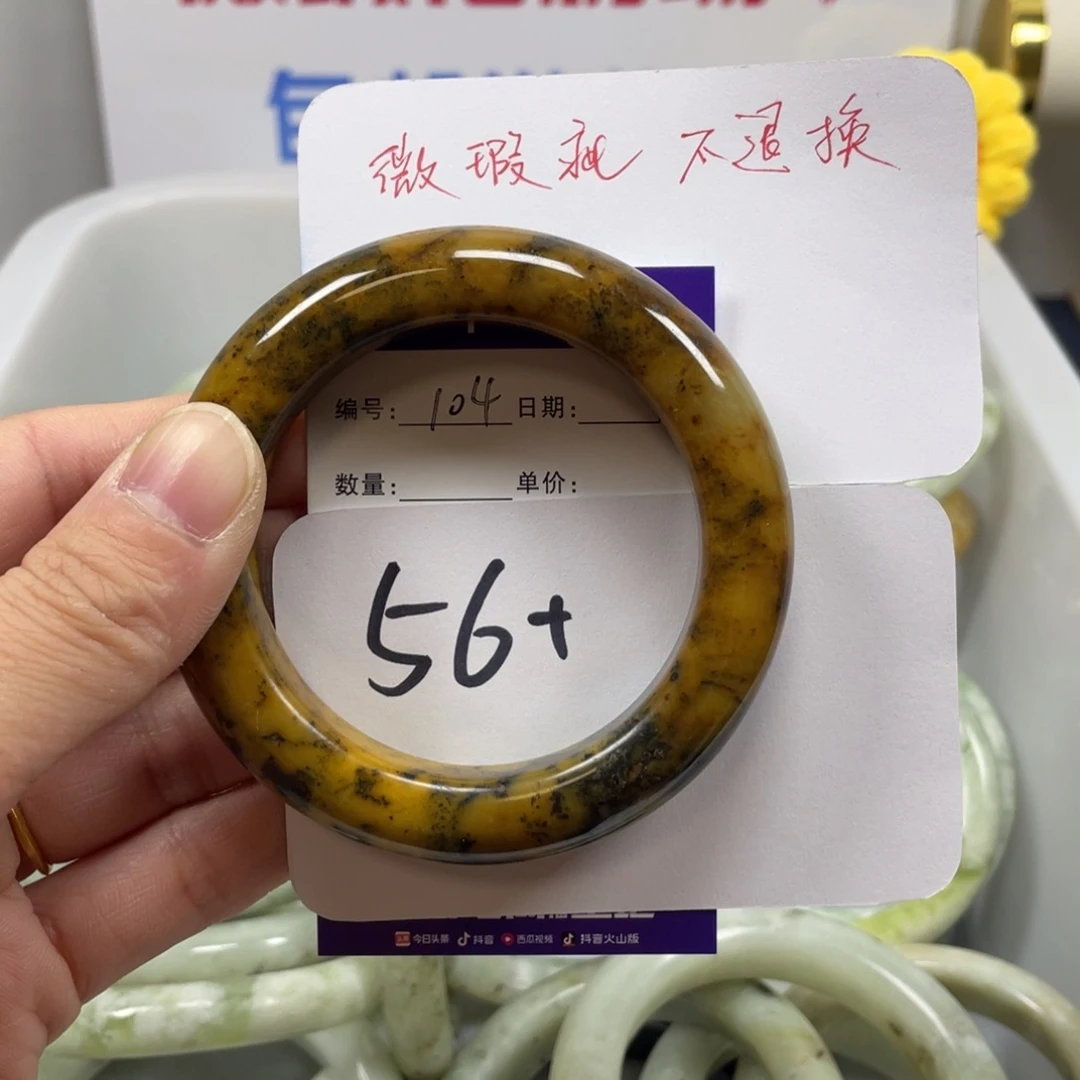 微瑕疵 不退换
编号: 104 日期:
数量: 单价:
56+
今日头条 抖音 西瓜视频 抖音火山版